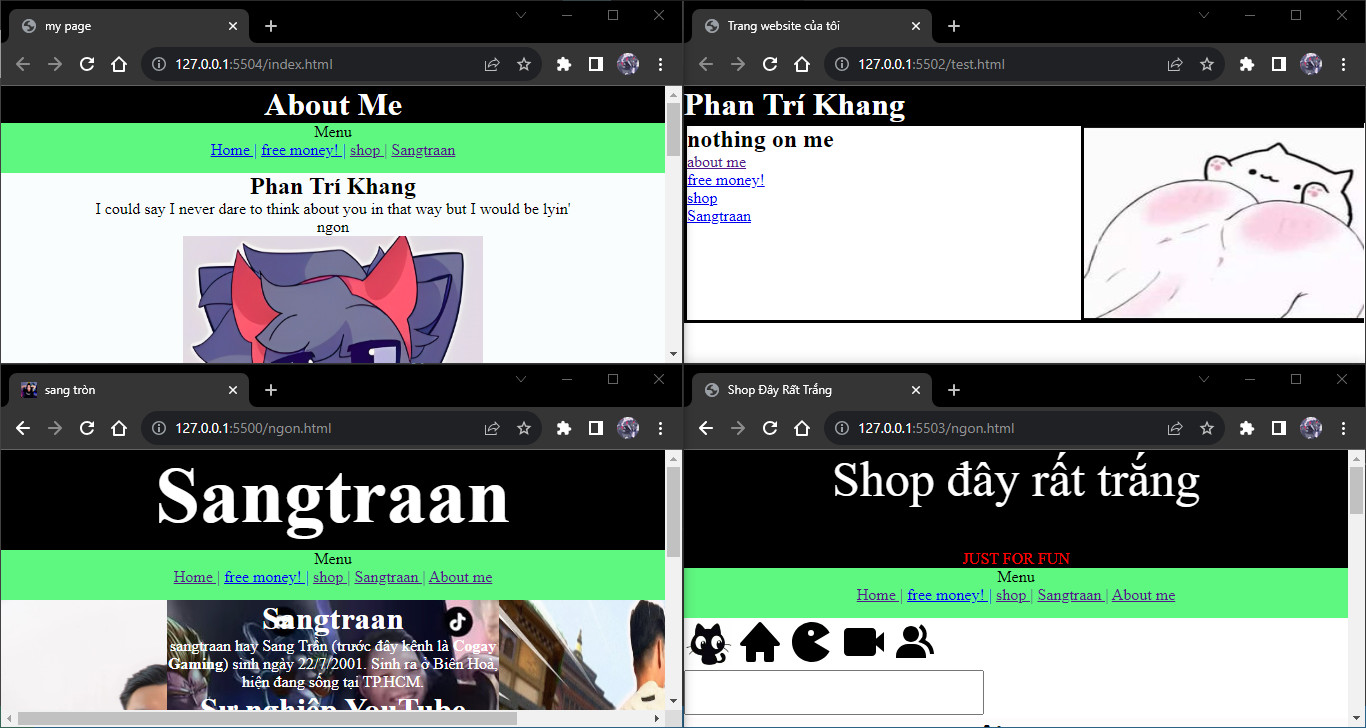 my page
127.0.0.1:5504/index.html
About Me
Menu
Home | free money! | shop | Sangtraan
Phan Trí Khang
I could say I never dare to think about you in that way but I would be lyin'
ngon
Trang website của tôi
127.0.0.1:5502/test.html
Phan Trí Khang
nothing on me
about me
free money!
shop
Sangtraan
sang tròn
127.0.0.1:5500/ngon.html
Sangtraan
Menu
Home | free money! | shop | Sangtraan | About me
Sangtraan
sangtraan hay Sang Trần (trước đây kênh là Cogay
Gaming) sinh ngày 22/7/2001. Sinh ra ở Biên Hoà,
hiện đang sống tại TP.HCM.
Sự nghiệp YouTube
Shop Đây Rất Trắng
127.0.0.1:5503/ngon.html
Shop đây rất trắng
JUST FOR FUN
Menu
Home | free money! | shop | Sangtraan | About me